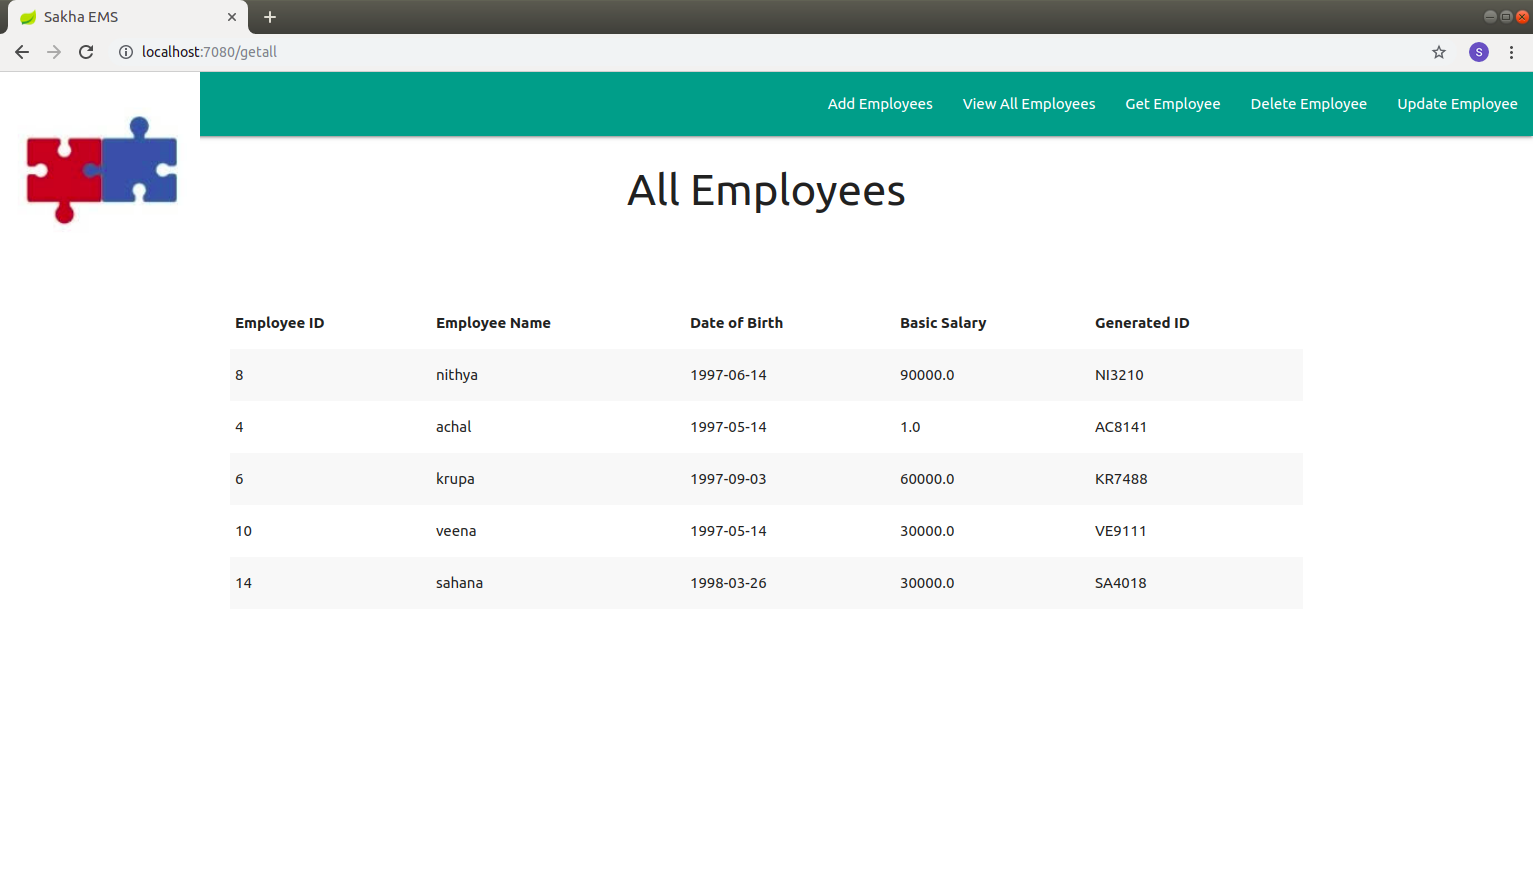 Sakha EMS
localhost:7080/getall
S
Add Employees View All Employees Get Employee Delete Employee Update Employee
All Employees
Employee ID Employee Name Date of Birth Basic Salary Generated ID
8 nithya 1997-06-14 90000.0 NI3210
4 achal 1997-05-14 1.0 AC8141
6 krupa 1997-09-03 60000.0 KR7488
10 veena 1997-05-14 30000.0 VE9111
14 sahana 1998-03-26 30000.0 SA4018